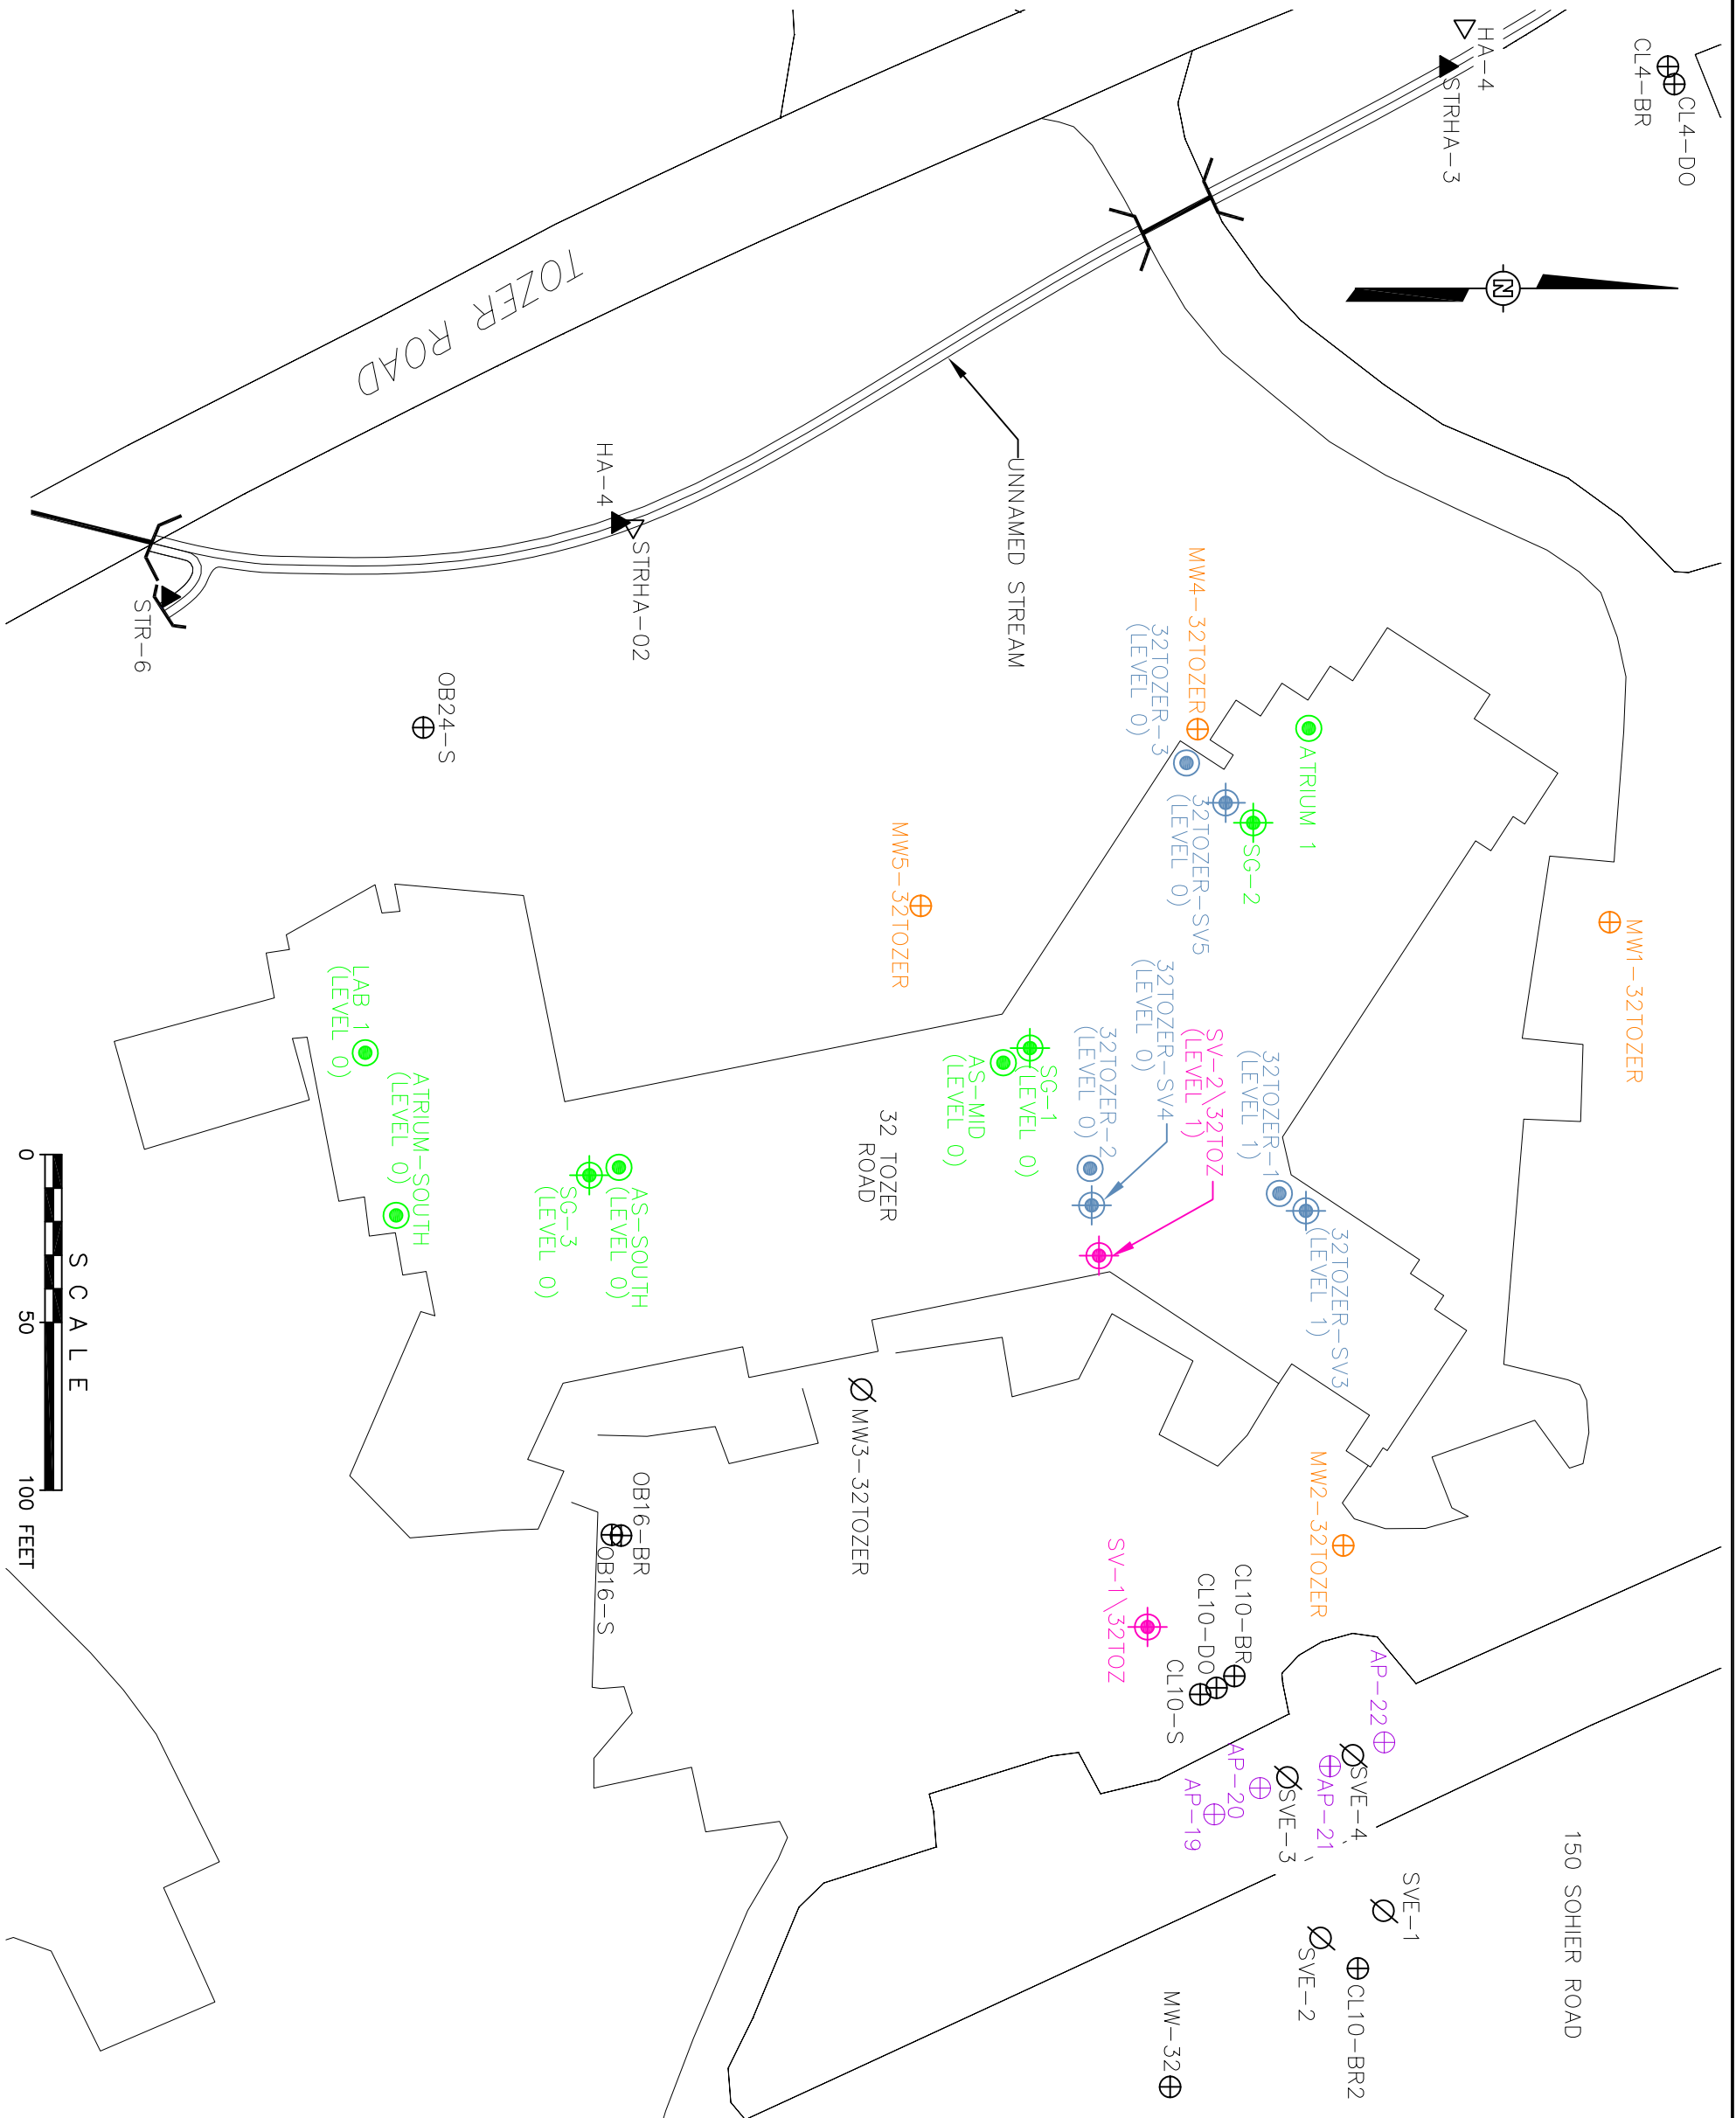 HA-4
STRHA-3
CL4-BR
CL4-DO
N
TOZER ROAD
UNNAMED STREAM
HA-4
STRHA-02
STR-6
OB24-S
MW4-32TOZER
32TOZER-3
(LEVEL 0)
ATRIUM 1
SG-2
32TOZER-SV5
(LEVEL 0)
MW1-32TOZER
MW5-32TOZER
32TOZER-SV4
(LEVEL 0)
SV-2\32TOZ
(LEVEL 1)
32TOZER-1
(LEVEL 1)
32TOZER-2
(LEVEL 0)
32TOZER-SV3
(LEVEL 1)
SG-1
(LEVEL 0)
AS-MID
(LEVEL 0)
LAB 1
(LEVEL 0)
ATRIUM-SOUTH
(LEVEL 0)
32 TOZER
ROAD
AS-SOUTH
(LEVEL 0)
SG-3
(LEVEL 0)
MW3-32TOZER
MW2-32TOZER
OB16-BR
OB16-S
SV-1\32TOZ
CL10-BR
CL10-DO
CL10-S
AP-22
SVE-4
AP-21
AP-20
AP-19
SVE-3
150 SOHIER ROAD
SVE-1
SVE-2
CL10-BR2
MW-32
SCALE
0 50 100 FEET